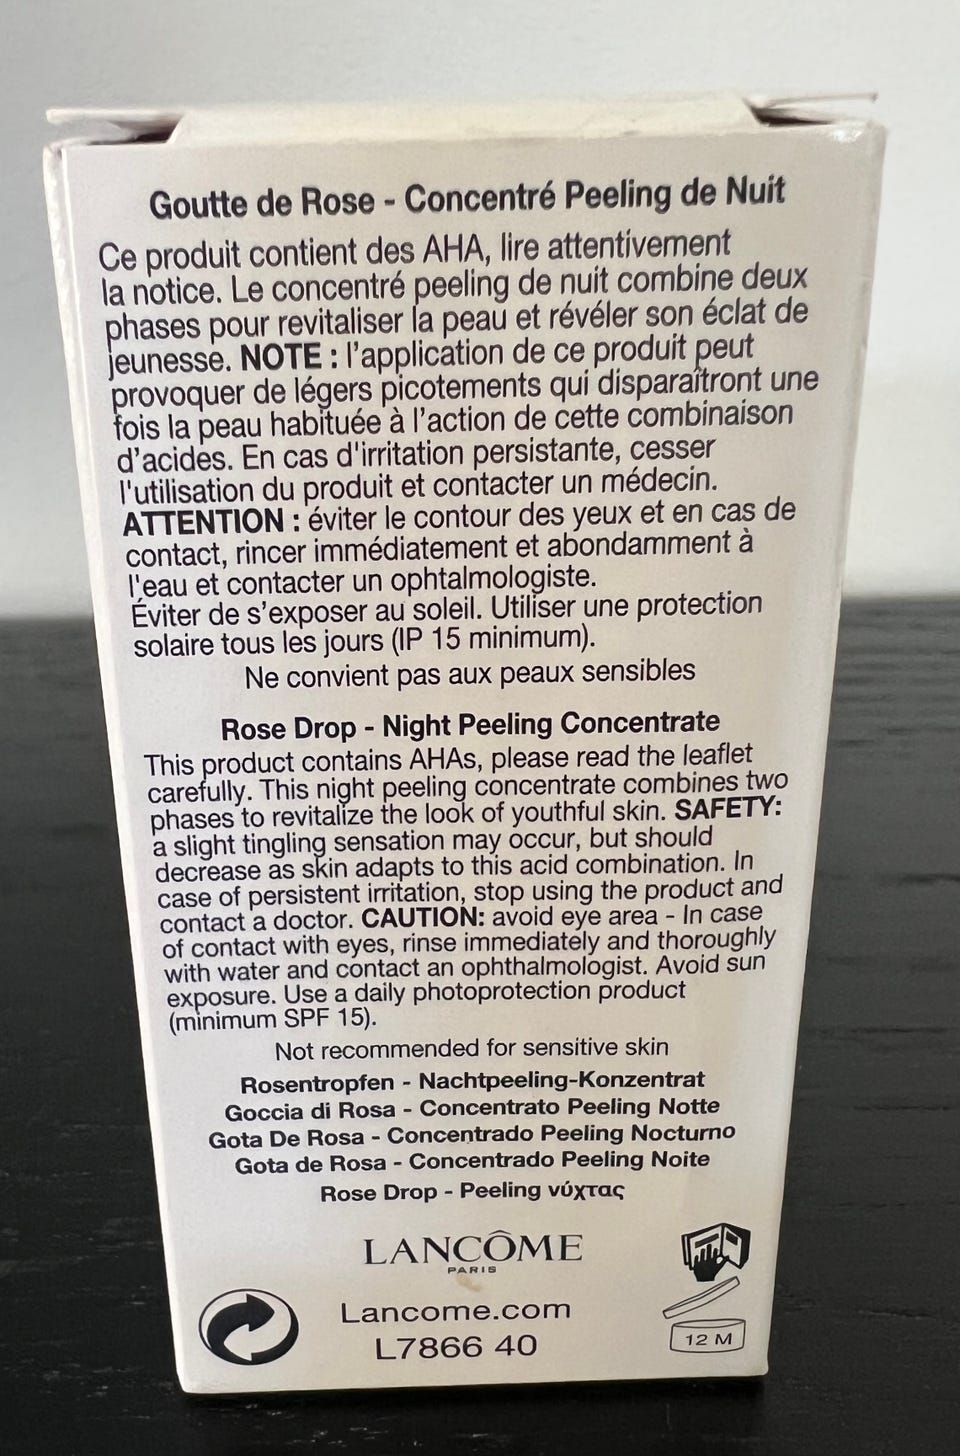 Goutte de Rose - Concentré Peeling de Nuit
Ce produit contient des AHA, lire attentivement
la notice. Le concentré peeling de nuit combine deux
phases pour revitaliser la peau et révéler son éclat de
jeunesse. NOTE : l'application de ce produit peut
provoquer de légers picotements qui disparaîtront une
fois la peau habituée à l'action de cette combinaison
d'acides. En cas d'irritation persistante, cesser
l'utilisation du produit et contacter un médecin.
ATTENTION : éviter le contour des yeux et en cas de
contact, rincer immédiatement et abondamment à
l'eau et contacter un ophtalmologiste.
Éviter de s'exposer au soleil. Utiliser une protection
solaire tous les jours (IP 15 minimum).
Ne convient pas aux peaux sensibles
Rose Drop - Night Peeling Concentrate
This product contains AHAs, please read the leaflet
carefully. This night peeling concentrate combines two
phases to revitalize the look of youthful skin. SAFETY:
a slight tingling sensation may occur, but should
decrease as skin adapts to this acid combination. In
case of persistent irritation, stop using the product and
contact a doctor. CAUTION: avoid eye area - In case
of contact with eyes, rinse immediately and thoroughly
with water and contact an ophthalmologist. Avoid sun
exposure. Use a daily photoprotection product
(minimum SPF 15).
Not recommended for sensitive skin
Rosentropfen - Nachtpeeling-Konzentrat
Goccia di Rosa - Concentrato Peeling Notte
Gota De Rosa - Concentrado Peeling Nocturno
Gota de Rosa - Concentrado Peeling Noite
Rose Drop - Peeling νύχτας
LANCÔME
PARIS
Lancome.com
L7866 40
12 M